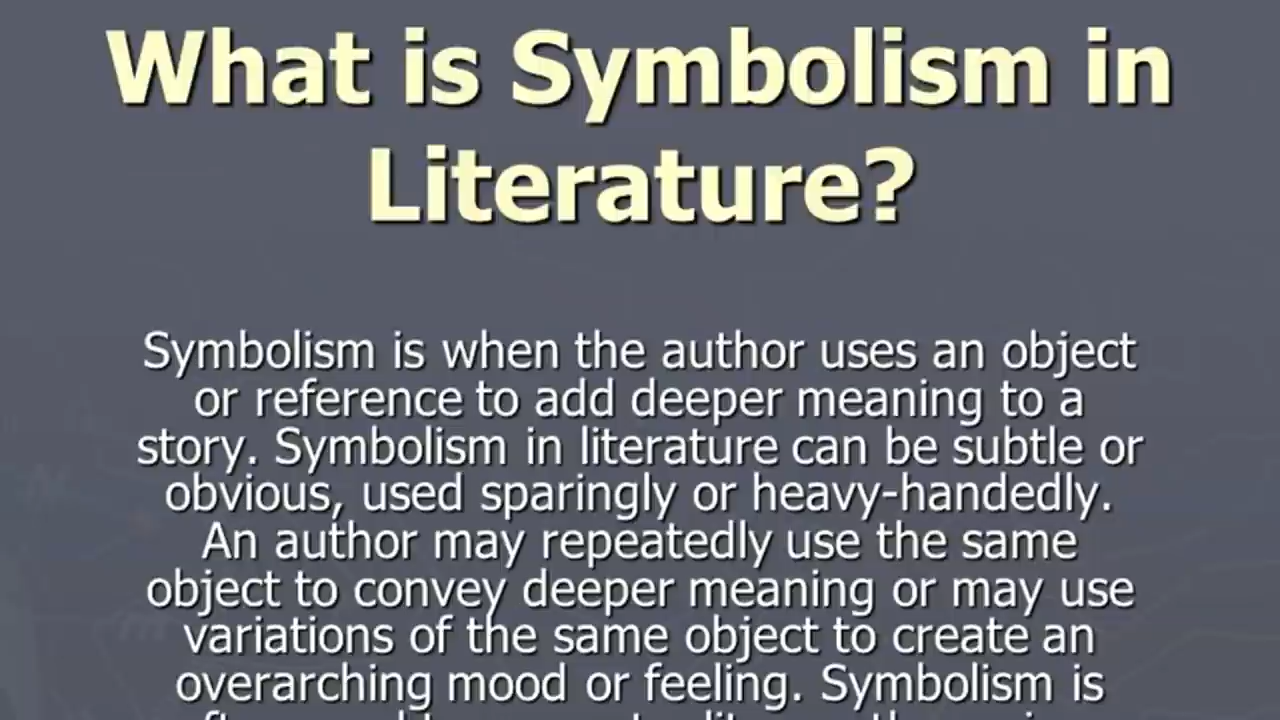 What is Symbolism in
Literature?
Symbolism is when the author uses an object
or reference to add deeper meaning to a
story. Symbolism in literature can be subtle or
obvious, used sparingly or heavy-handedly.
An author may repeatedly use the same
object to convey deeper meaning or may use
variations of the same object to create an
overarching mood or feeling. Symbolism is